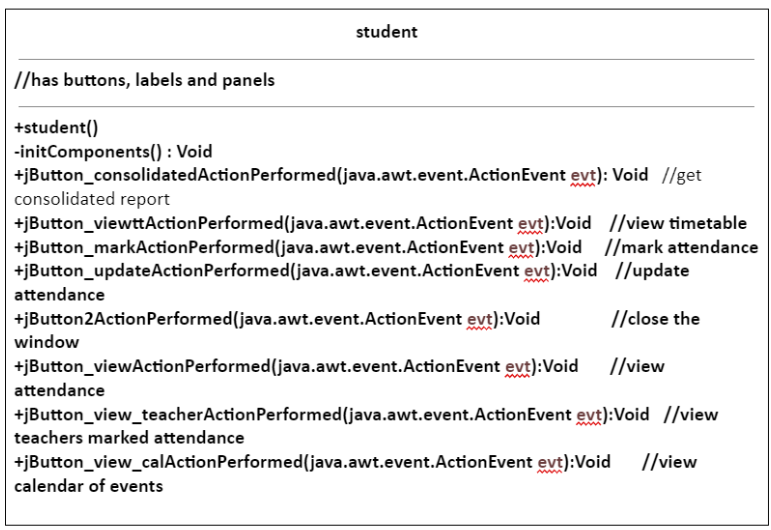 student
//has buttons, labels and panels
+student()
-initComponents() : Void
+jButton_consolidatedActionPerformed(java.awt.event.ActionEvent evt): Void //get
consolidated report
+jButton_viewttActionPerformed(java.awt.event.ActionEvent evt):Void //view timetable
+jButton_markActionPerformed(java.awt.event.ActionEvent evt):Void //mark attendance
+jButton_updateActionPerformed(java.awt.event.ActionEvent evt):Void //update
attendance
+jButton2ActionPerformed(java.awt.event.ActionEvent evt):Void //close the
window
+jButton_viewActionPerformed(java.awt.event.ActionEvent evt):Void //view
attendance
+jButton_view_teacherActionPerformed(java.awt.event.ActionEvent evt):Void //view
teachers marked attendance
+jButton_view_calActionPerformed(java.awt.event.ActionEvent evt):Void //view
calendar of events